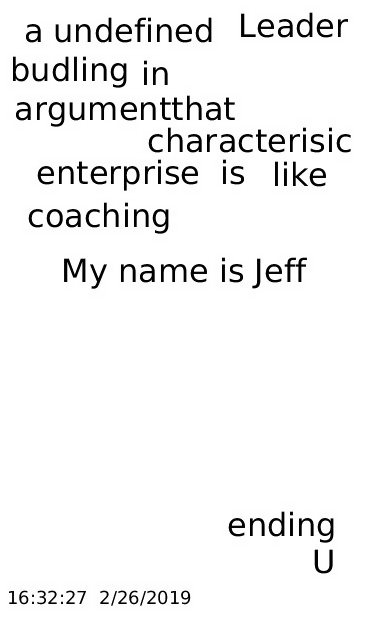 a undefined Leader
budling in
argumentthat
characterisic
enterprise is like
coaching
My name is Jeff
ending
U
16:32:27 2/26/2019